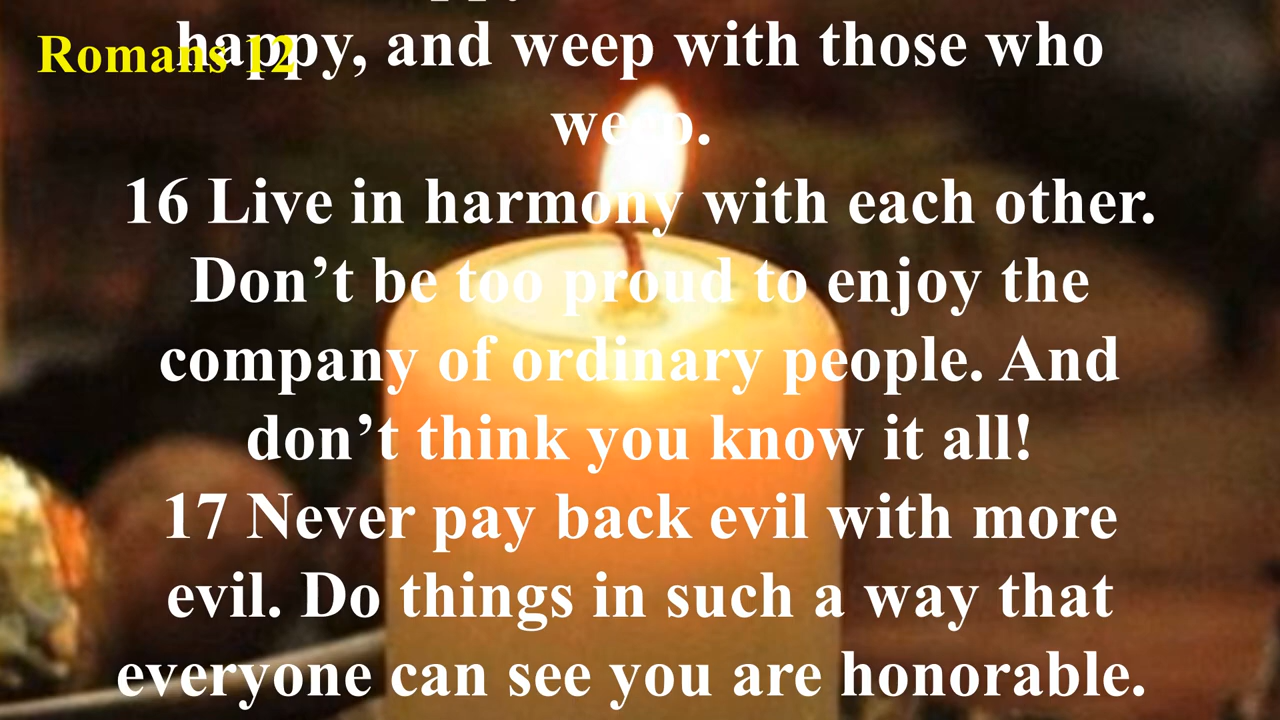 Romans 12
happy, and weep with those who
weep.
16 Live in harmony with each other.
Don’t be too proud to enjoy the
company of ordinary people. And
don’t think you know it all!
17 Never pay back evil with more
evil. Do things in such a way that
everyone can see you are honorable.